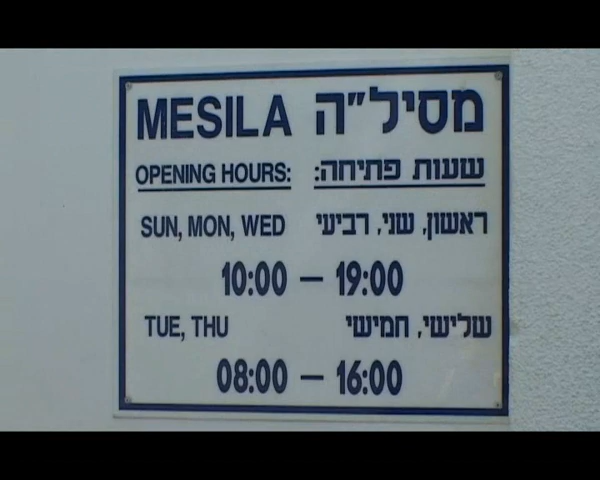 MESILA מסיל"ה
OPENING HOURS: שעות פתיחה:
SUN, MON, WED ראשון, שני, רביעי
10:00 — 19:00
TUE, THU שלישי, חמישי
08:00 — 16:00